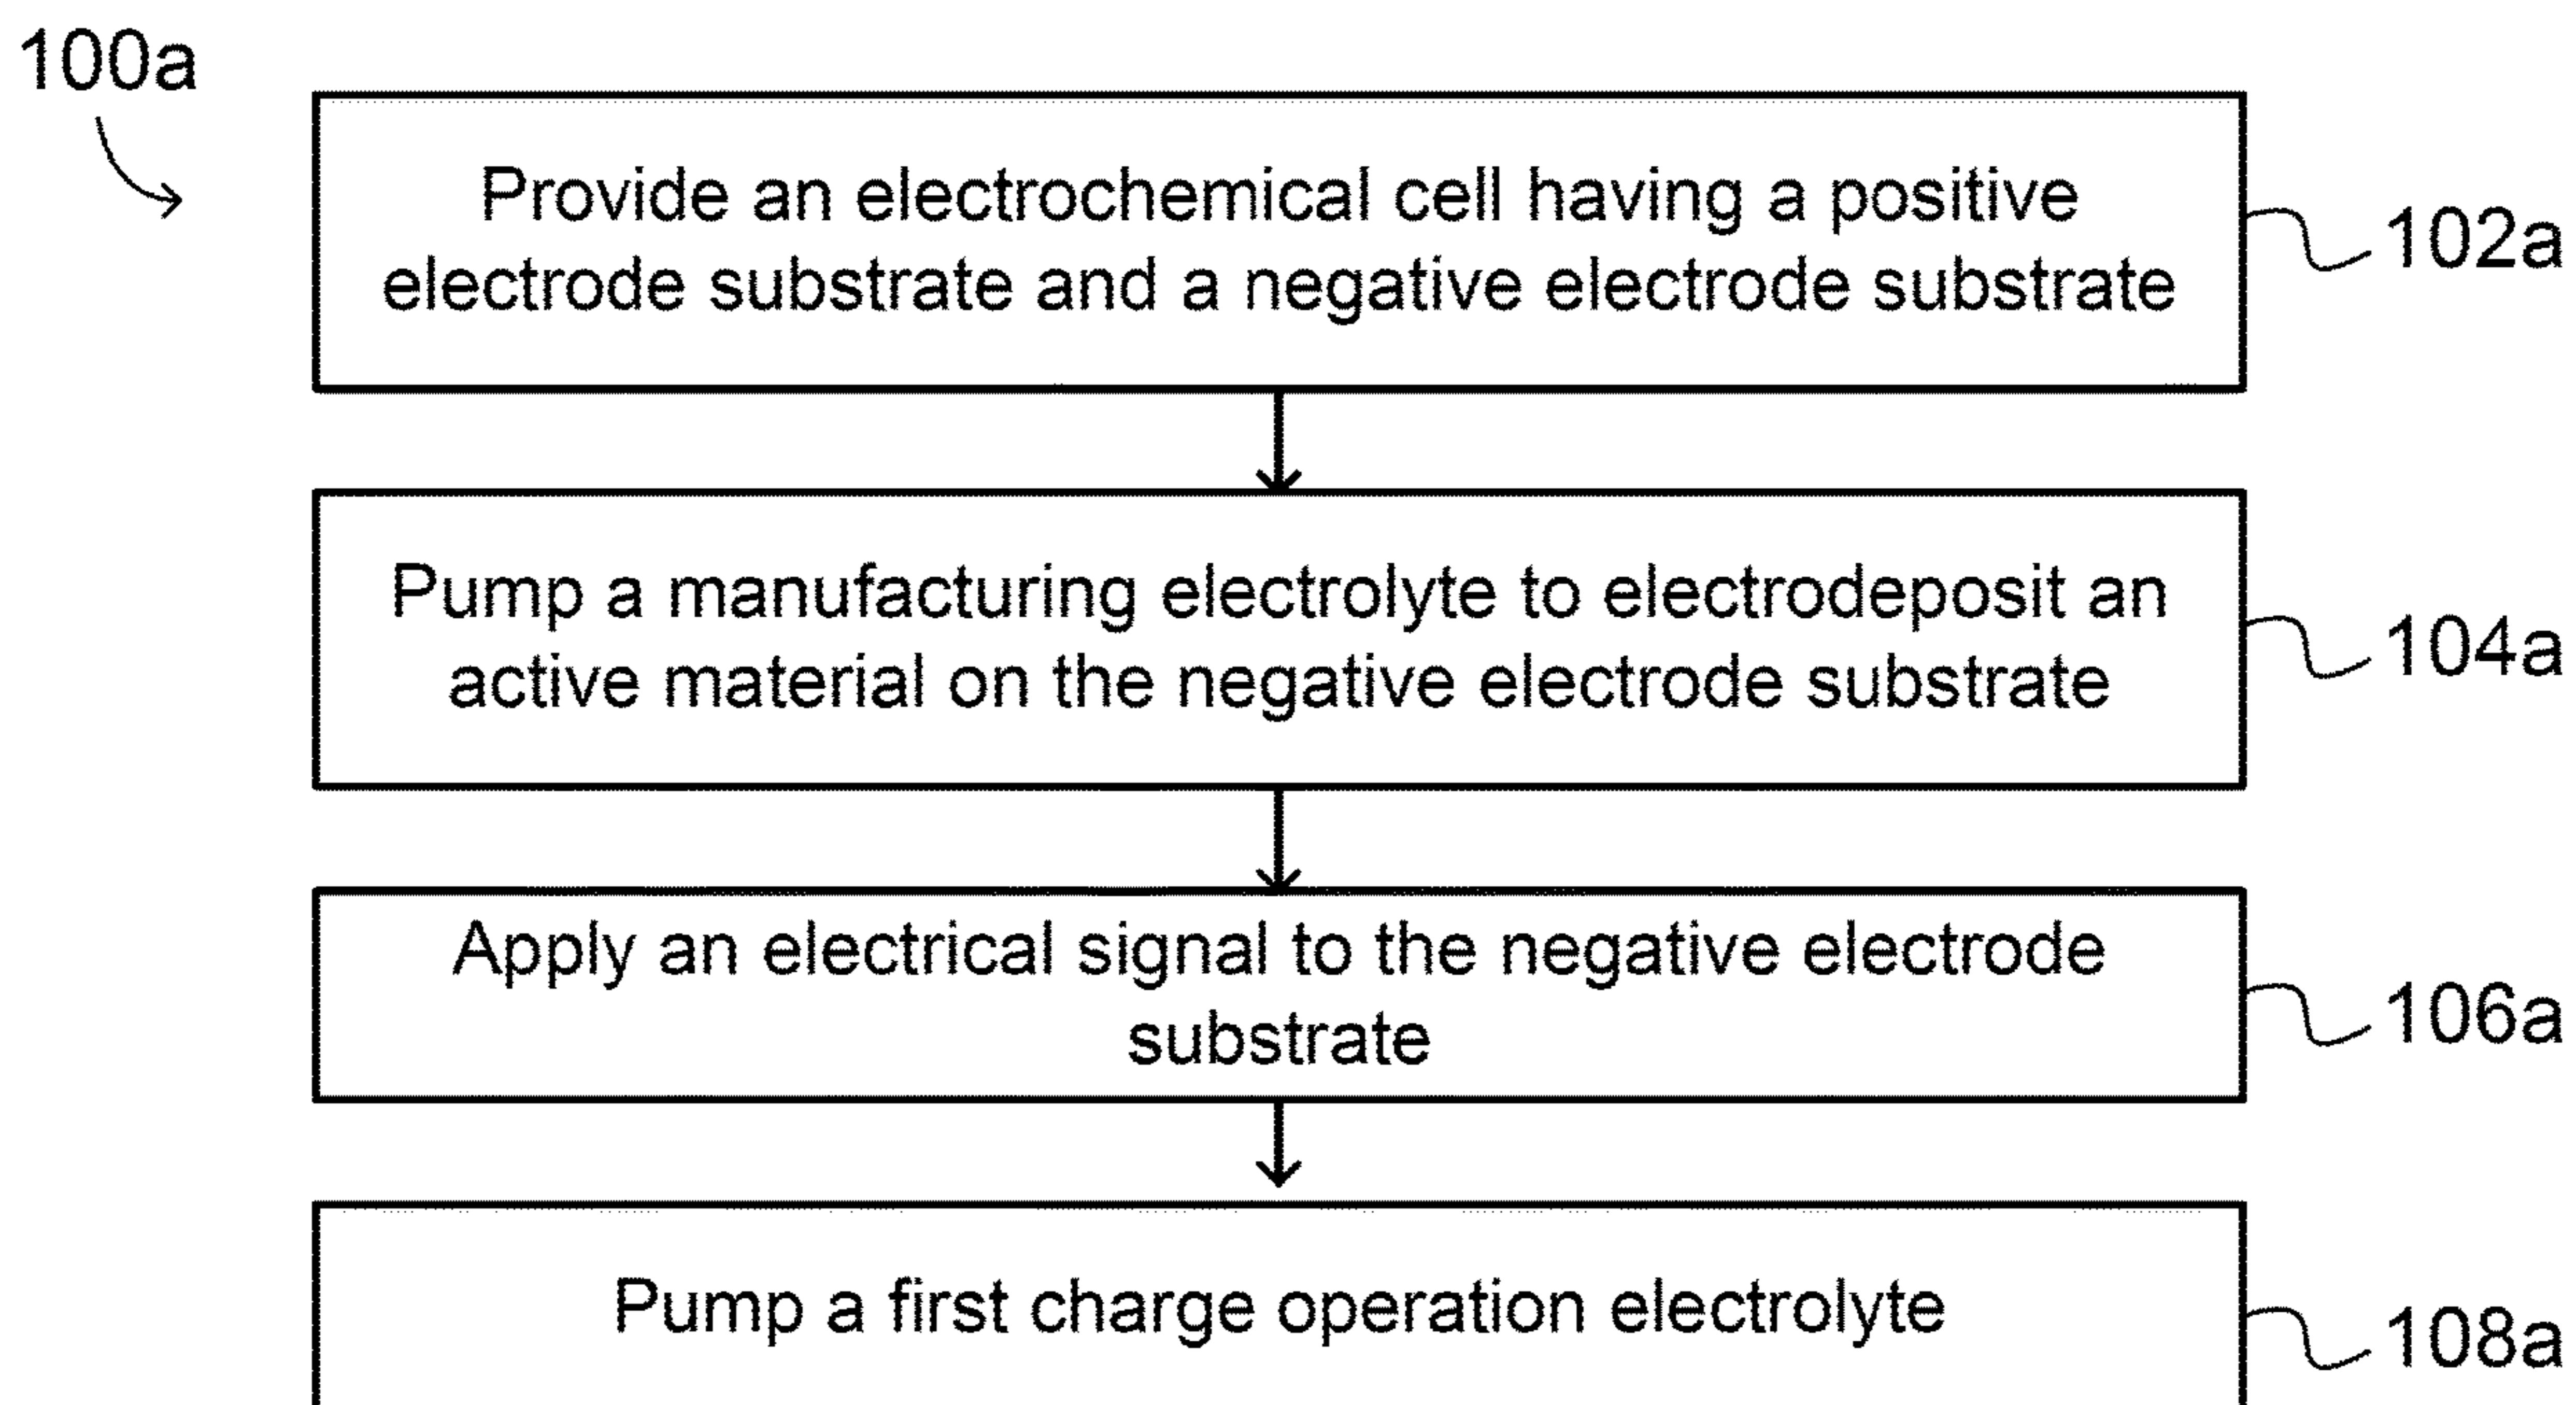 100a
Provide an electrochemical cell having a positive
electrode substrate and a negative electrode substrate
102a
Pump a manufacturing electrolyte to electrodeposit an
active material on the negative electrode substrate
104a
Apply an electrical signal to the negative electrode
substrate
106a
Pump a first charge operation electrolyte
108a